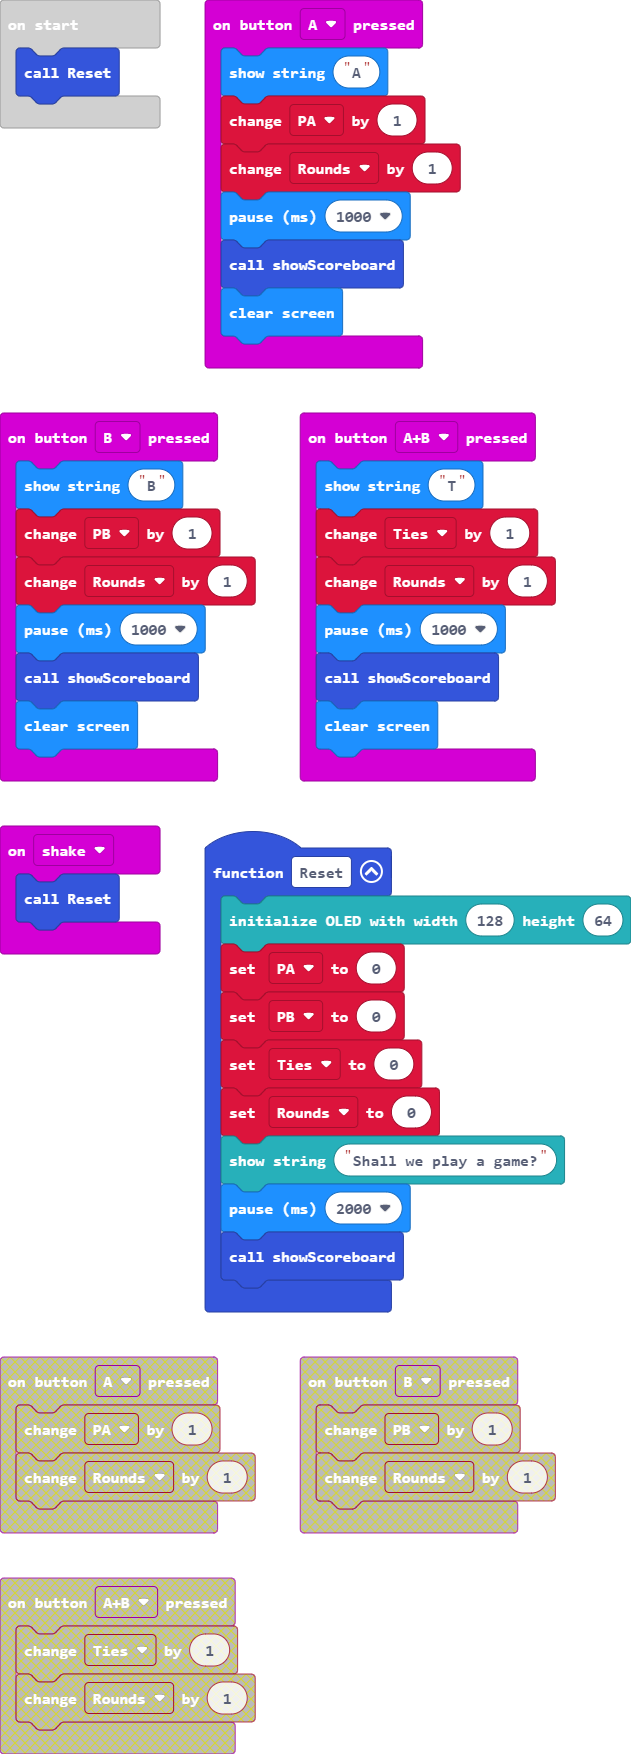 on start
call Reset
on button A pressed
show string "A"
change PA by 1
change Rounds by 1
pause (ms) 1000
call showScoreboard
clear screen
on button B pressed
show string "B"
change PB by 1
change Rounds by 1
pause (ms) 1000
call showScoreboard
clear screen
on button A+B pressed
show string "T"
change Ties by 1
change Rounds by 1
pause (ms) 1000
call showScoreboard
clear screen
on shake
call Reset
function Reset
initialize OLED with width 128 height 64
set PA to 0
set PB to 0
set Ties to 0
set Rounds to 0
show string "Shall we play a game?"
pause (ms) 2000
call showScoreboard
on button A pressed
change PA by 1
change Rounds by 1
on button B pressed
change PB by 1
change Rounds by 1
on button A+B pressed
change Ties by 1
change Rounds by 1